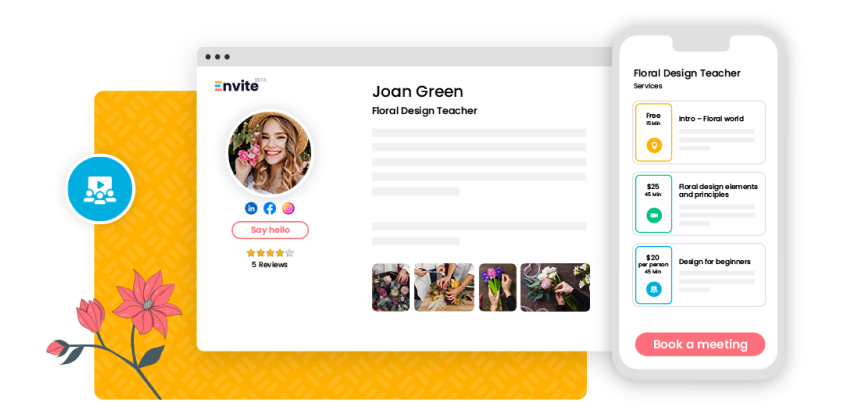 Envite
BETA
Joan Green
Floral Design Teacher
in
Say hello
5 Reviews
Floral Design Teacher
Services
Free
15 Min
Intro – Floral world
$25
45 Min
Floral design elements
and principles
$20
per person
45 Min
Design for beginners
Book a meeting